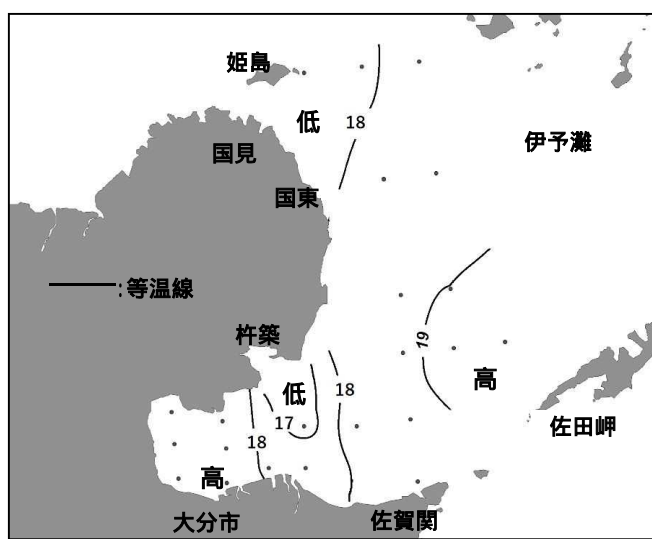 姫島
低
18
伊予灘
国見
国東
―――:等温線
19
杵築
低
18
高
17
18
佐田岬
高
大分市
佐賀関